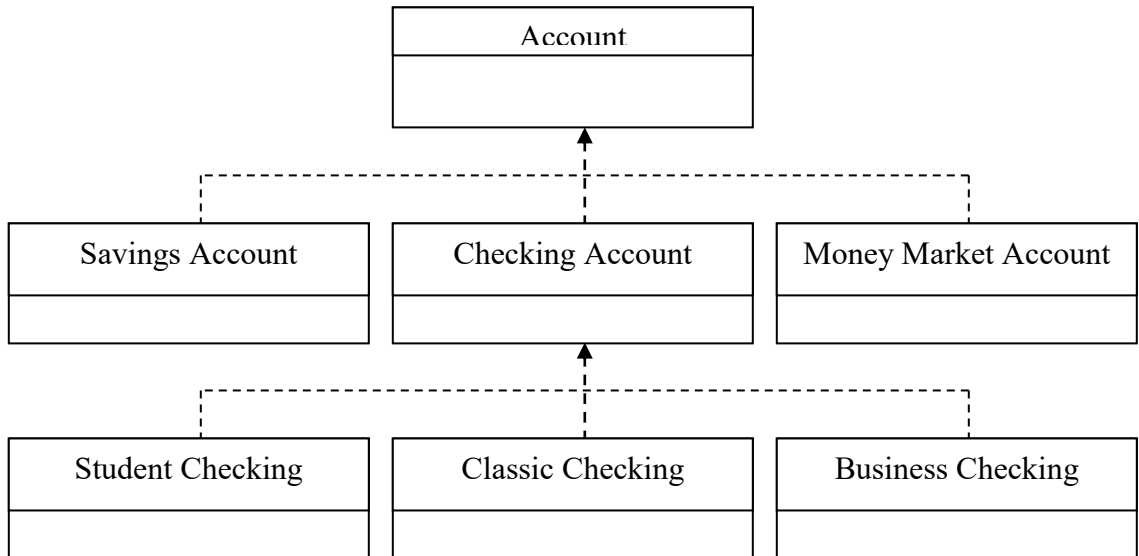 Account
Savings Account
Checking Account
Money Market Account
Student Checking
Classic Checking
Business Checking